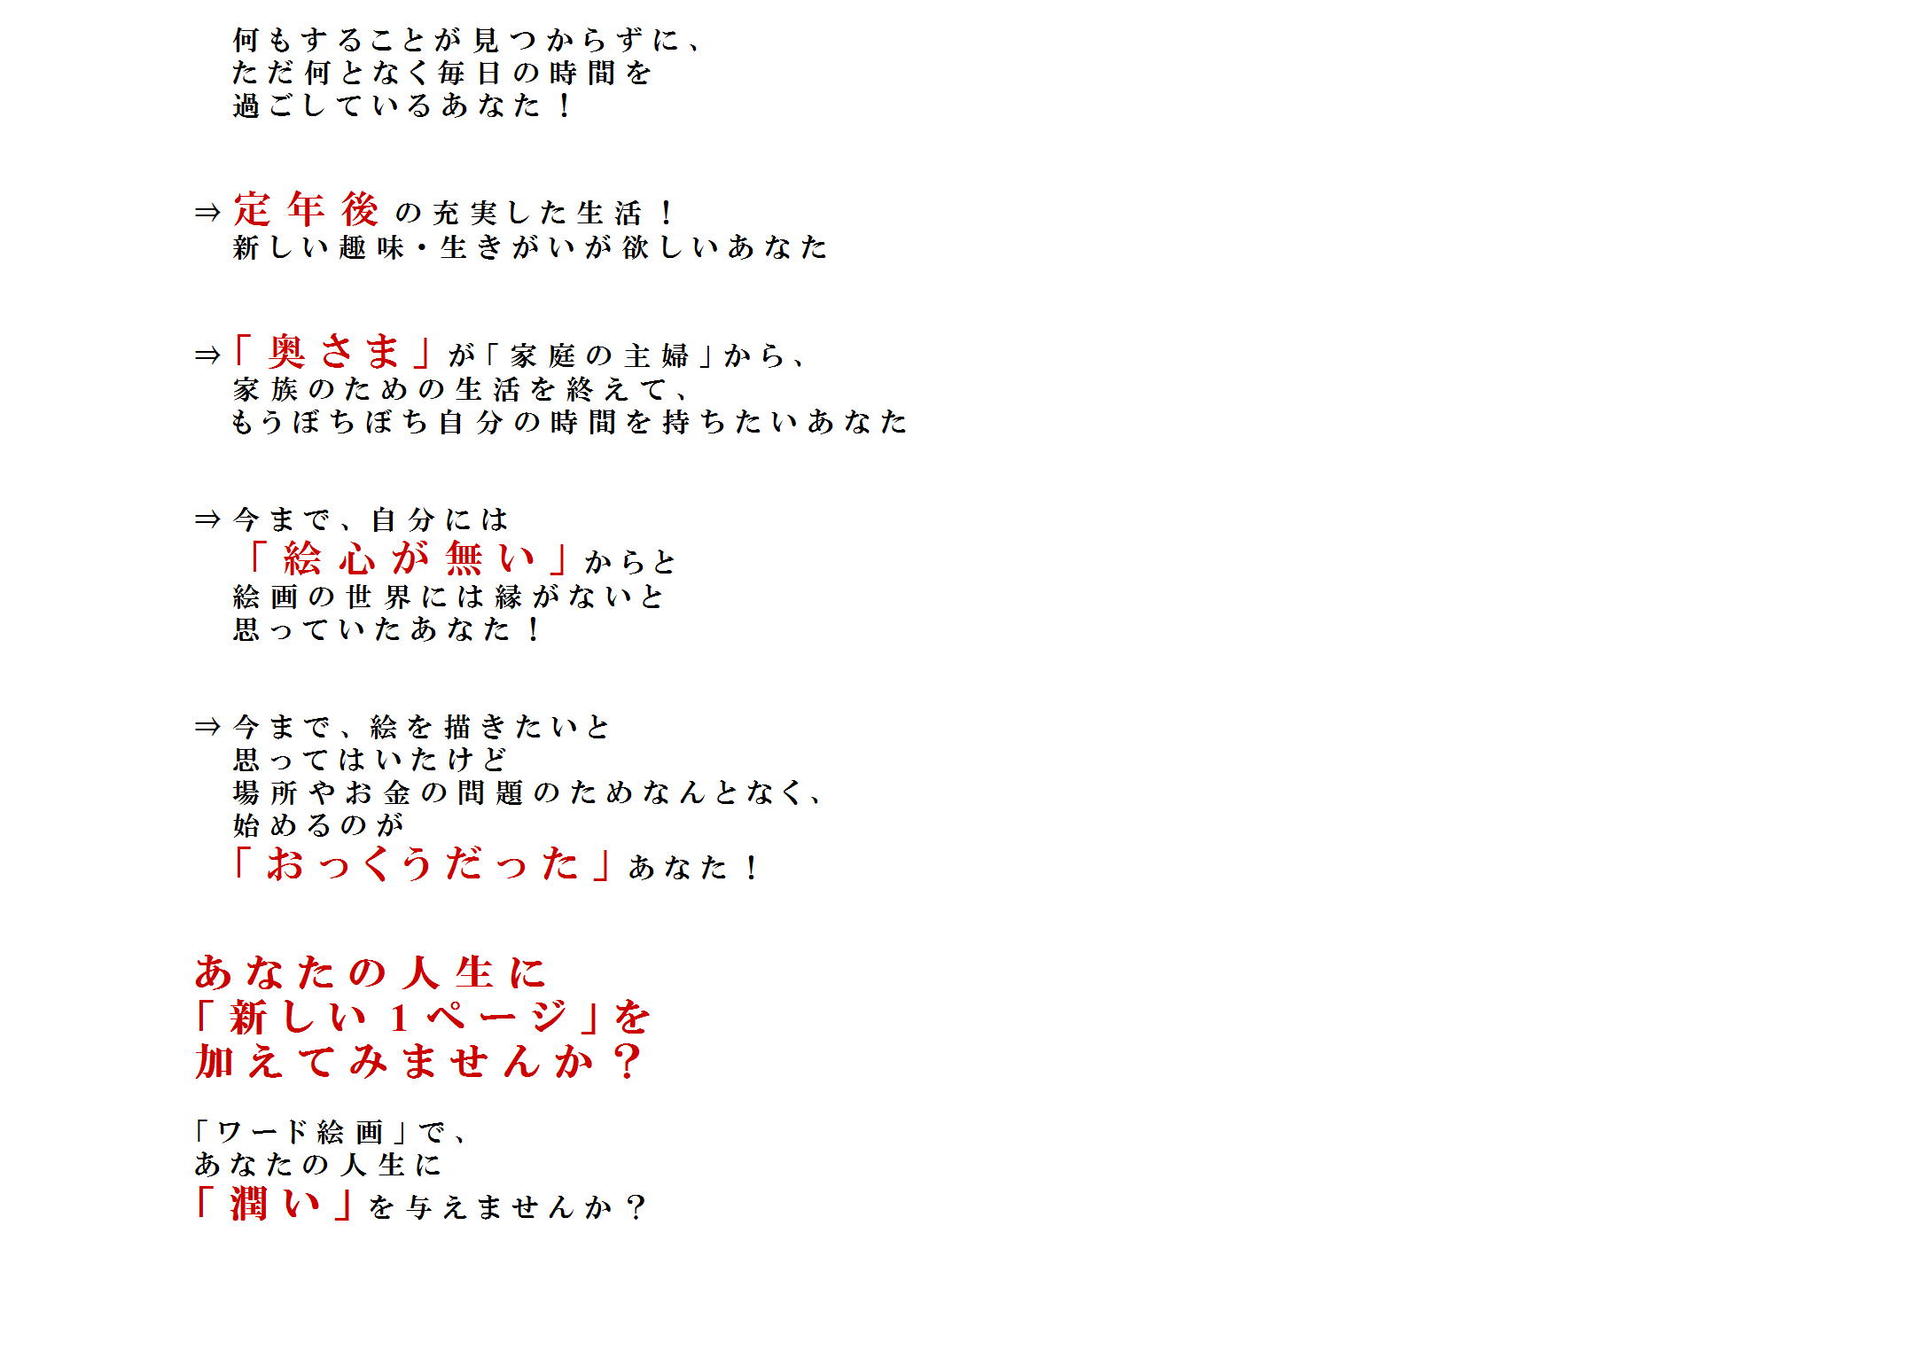 何もすることが見つからずに、
ただ何となく毎日の時間を
過ごしているあなた！
⇒定年後の充実した生活！
新しい趣味・生きがいが欲しいあなた
⇒「奥さま」が「家庭の主婦」から、
家族のための生活を終えて、
もうぼちぼち自分の時間を持ちたいあなた
⇒今まで、自分には
「絵心が無い」からと
絵画の世界には縁がないと
思っていたあなた！
⇒今まで、絵を描きたいと
思ってはいたけど
場所やお金の問題のためなんとなく、
始めるのが
「おっくうだった」あなた！
あなたの人生に
「新しい1ページ」を
加えてみませんか？
「ワード絵画」で、
あなたの人生に
「潤い」を与えませんか？